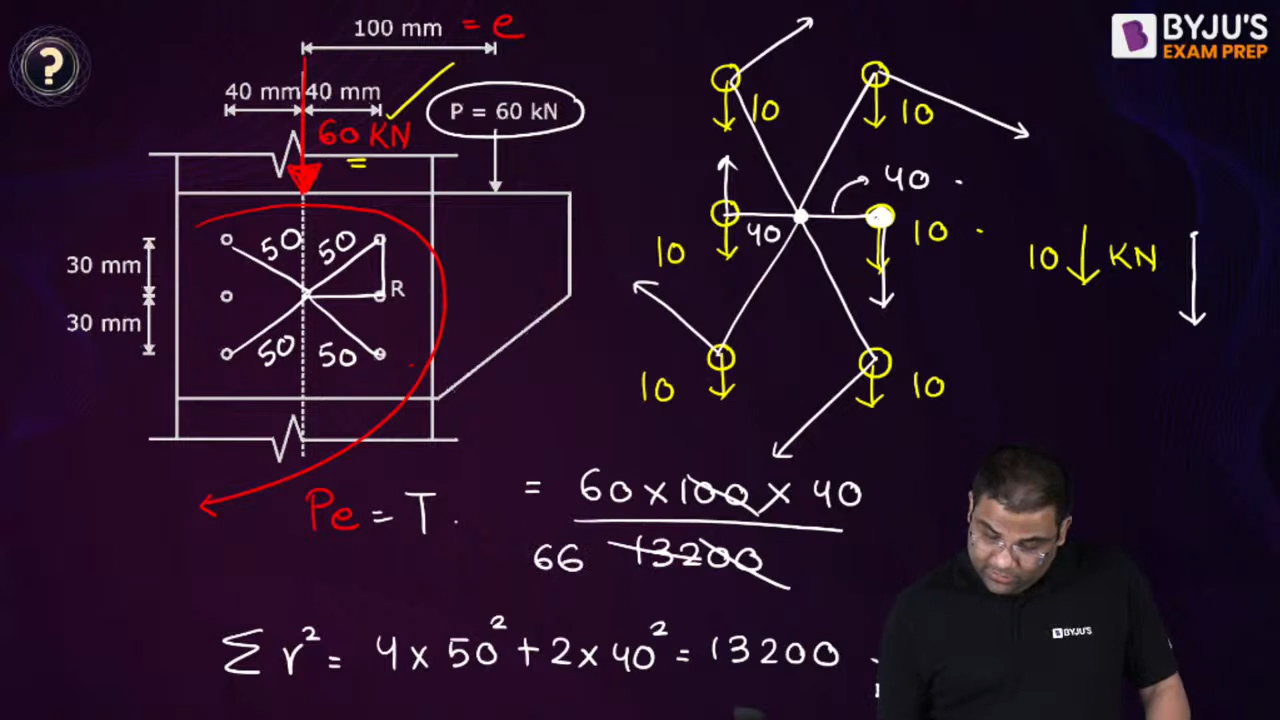 ?
100 mm = e
BYJU'S
EXAM PREP
40 mm 40 mm
P = 60 kN
60 KN
=
50 50
R
50 50
30 mm
30 mm
10 10
40
40 10
10
10 10
10 KN
Pe = T
= 60 × 100 × 40
66 13200
Σ r² = 4 × 50² + 2 × 40² = 13200
BYJU'S